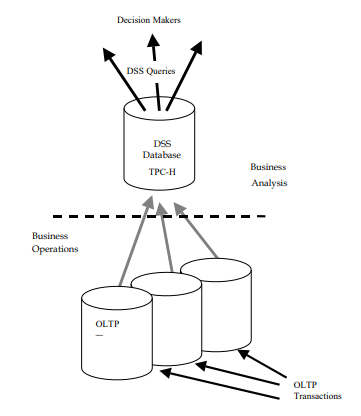 Decision Makers
DSS Queries
DSS
Database
TPC-H
Business
Analysis
Business
Operations
OLTP
OLTP
Transactions